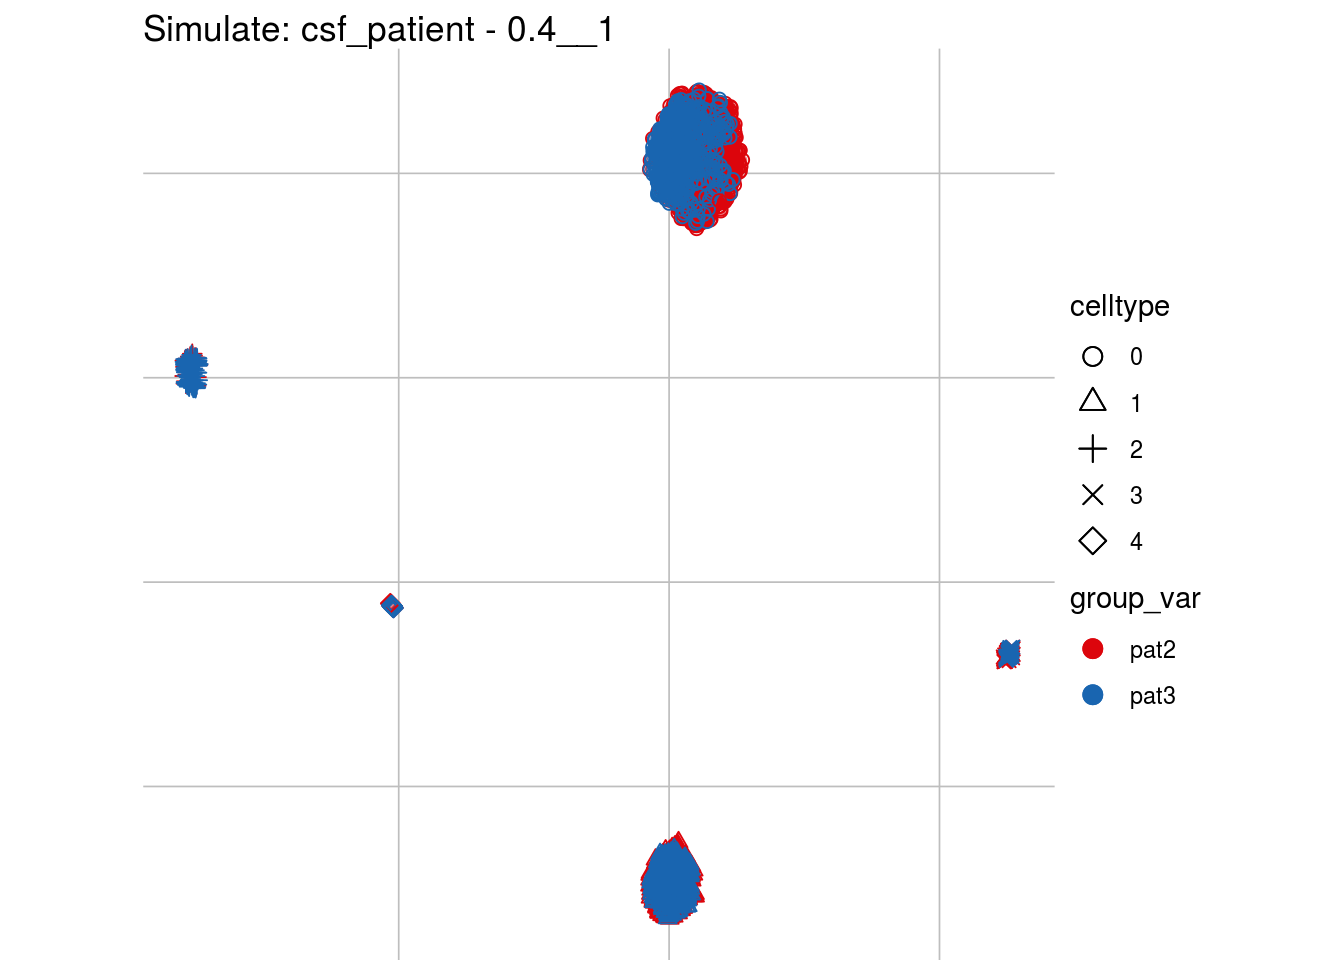 Simulate: csf_patient - 0.4__1
celltype
0
1
2
3
4
group_var
pat2
pat3